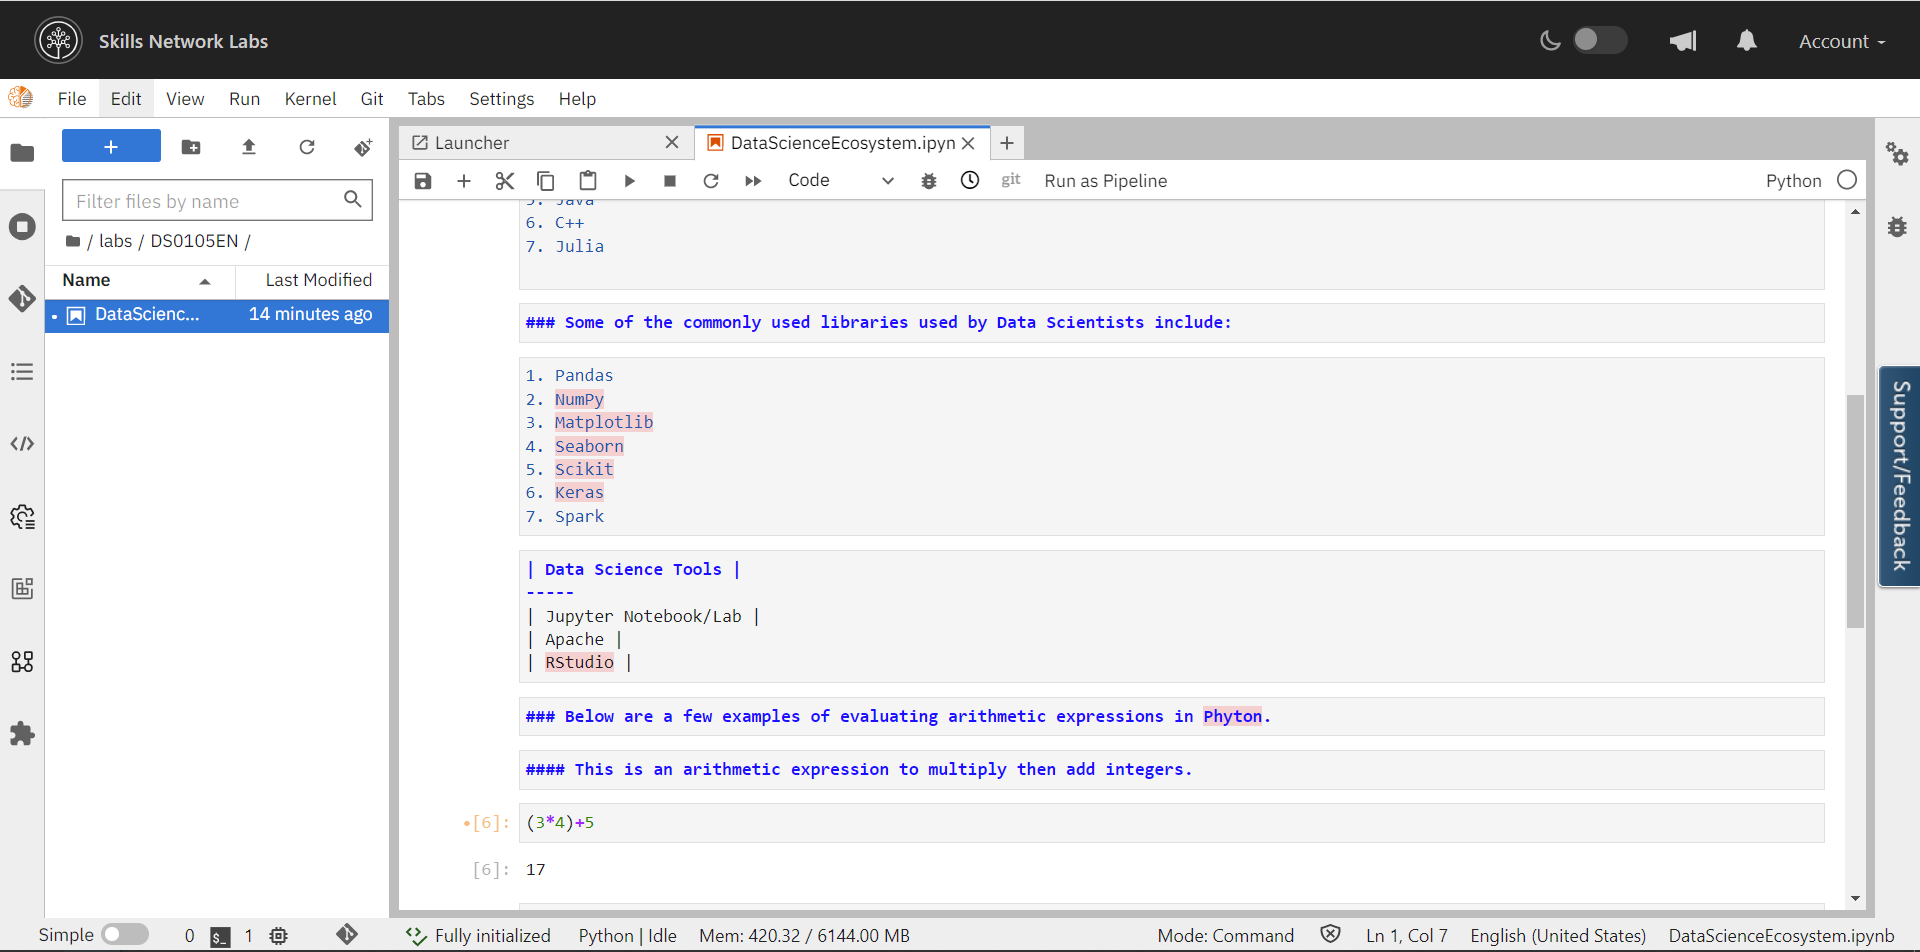 Skills Network Labs
Account
File Edit View Run Kernel Git Tabs Settings Help
+
Filter files by name
/ labs / DS0105EN /
Name Last Modified
DataScienc... 14 minutes ago
Launcher
DataScienceEcosystem.ipyn
Code
git
Run as Pipeline
Python
5. Java
6. C++
7. Julia
### Some of the commonly used libraries used by Data Scientists include:
1. Pandas
2. NumPy
3. Matplotlib
4. Seaborn
5. Scikit
6. Keras
7. Spark
| Data Science Tools |
-----
| Jupyter Notebook/Lab |
| Apache |
| RStudio |
### Below are a few examples of evaluating arithmetic expressions in Phyton.
#### This is an arithmetic expression to multiply then add integers.
[6]: (3*4)+5
[6]: 17
Support/Feedback
Simple 0 $_ 1 Fully initialized Python | Idle Mem: 420.32 / 6144.00 MB Mode: Command Ln 1, Col 7 English (United States) DataScienceEcosystem.ipynb